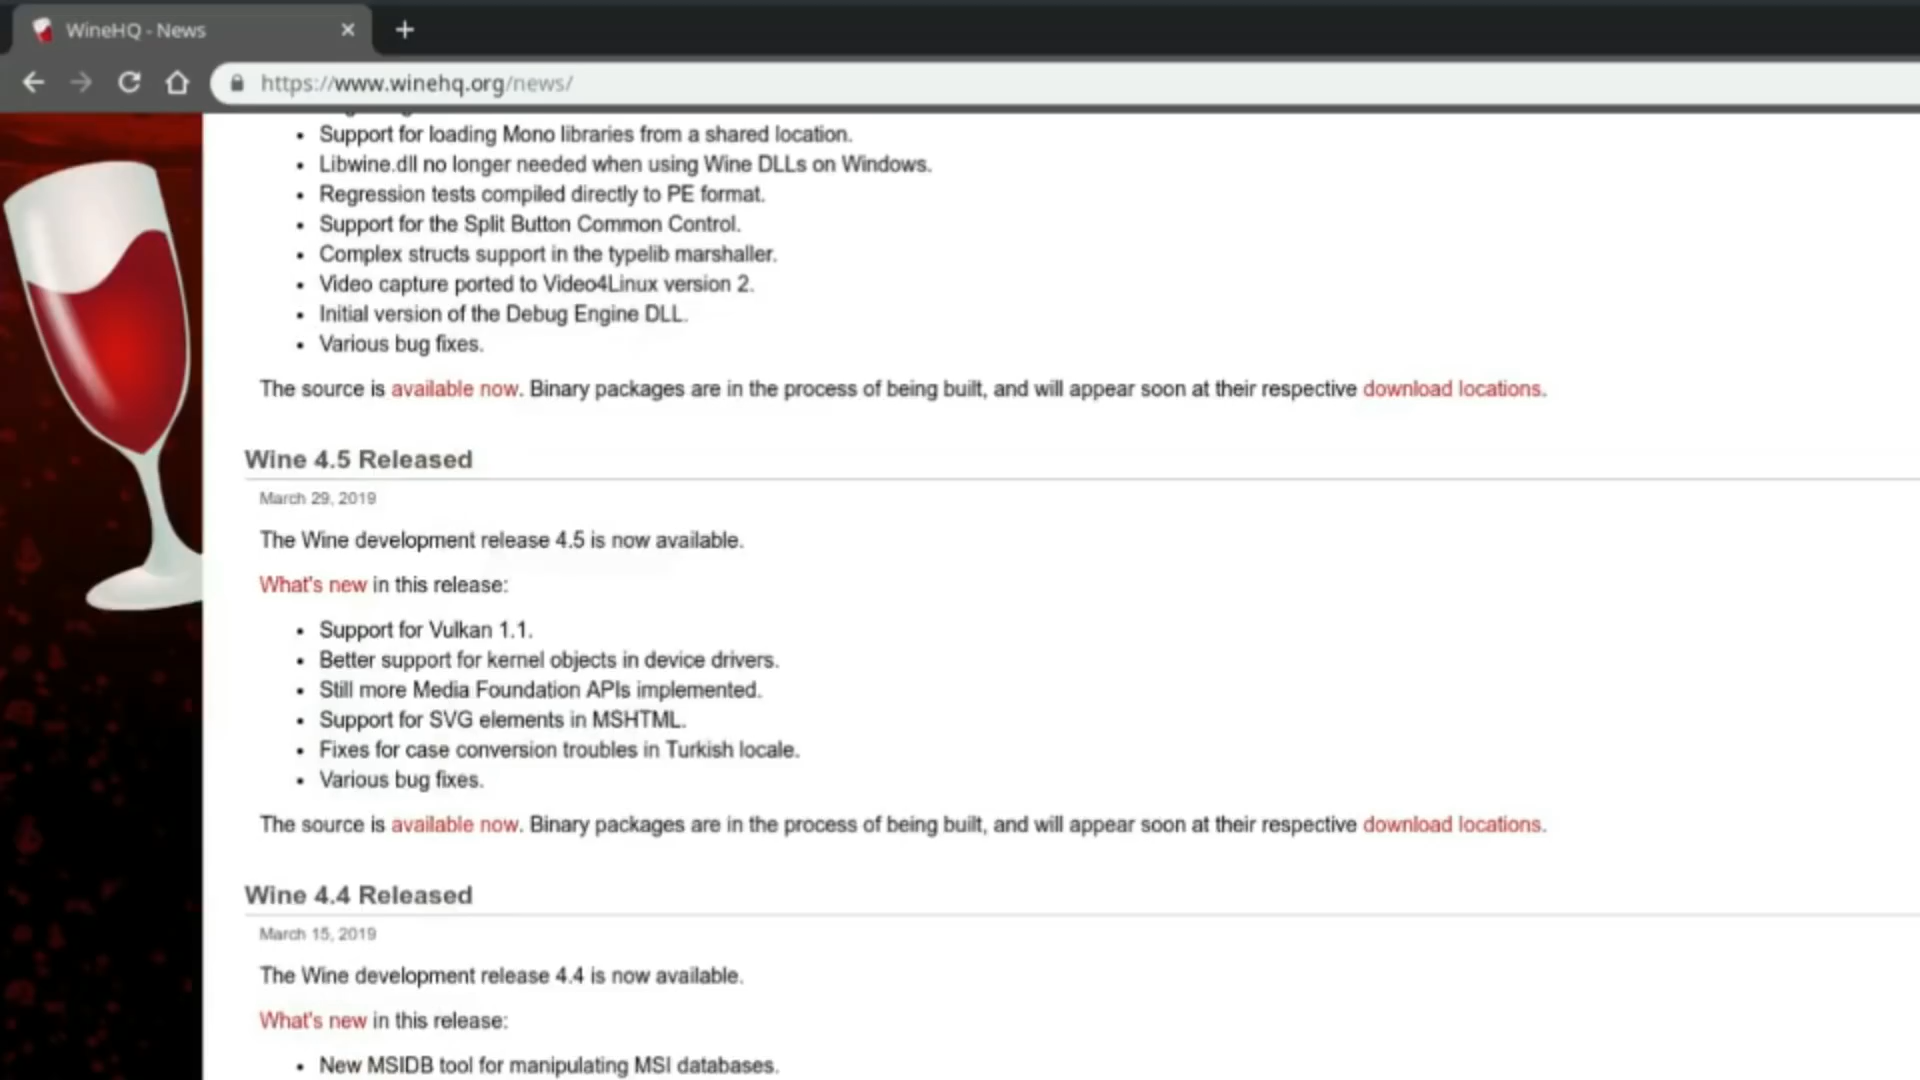 WineHQ - News
https://www.winehq.org/news/
• Support for loading Mono libraries from a shared location.
• Libwine.dll no longer needed when using Wine DLLs on Windows.
• Regression tests compiled directly to PE format.
• Support for the Split Button Common Control.
• Complex structs support in the typelib marshaller.
• Video capture ported to Video4Linux version 2.
• Initial version of the Debug Engine DLL.
• Various bug fixes.
The source is available now. Binary packages are in the process of being built, and will appear soon at their respective download locations.
Wine 4.5 Released
March 29, 2019
The Wine development release 4.5 is now available.
What's new in this release:
• Support for Vulkan 1.1.
• Better support for kernel objects in device drivers.
• Still more Media Foundation APIs implemented.
• Support for SVG elements in MSHTML.
• Fixes for case conversion troubles in Turkish locale.
• Various bug fixes.
The source is available now. Binary packages are in the process of being built, and will appear soon at their respective download locations.
Wine 4.4 Released
March 15, 2019
The Wine development release 4.4 is now available.
What's new in this release:
• New MSIDB tool for manipulating MSI databases.